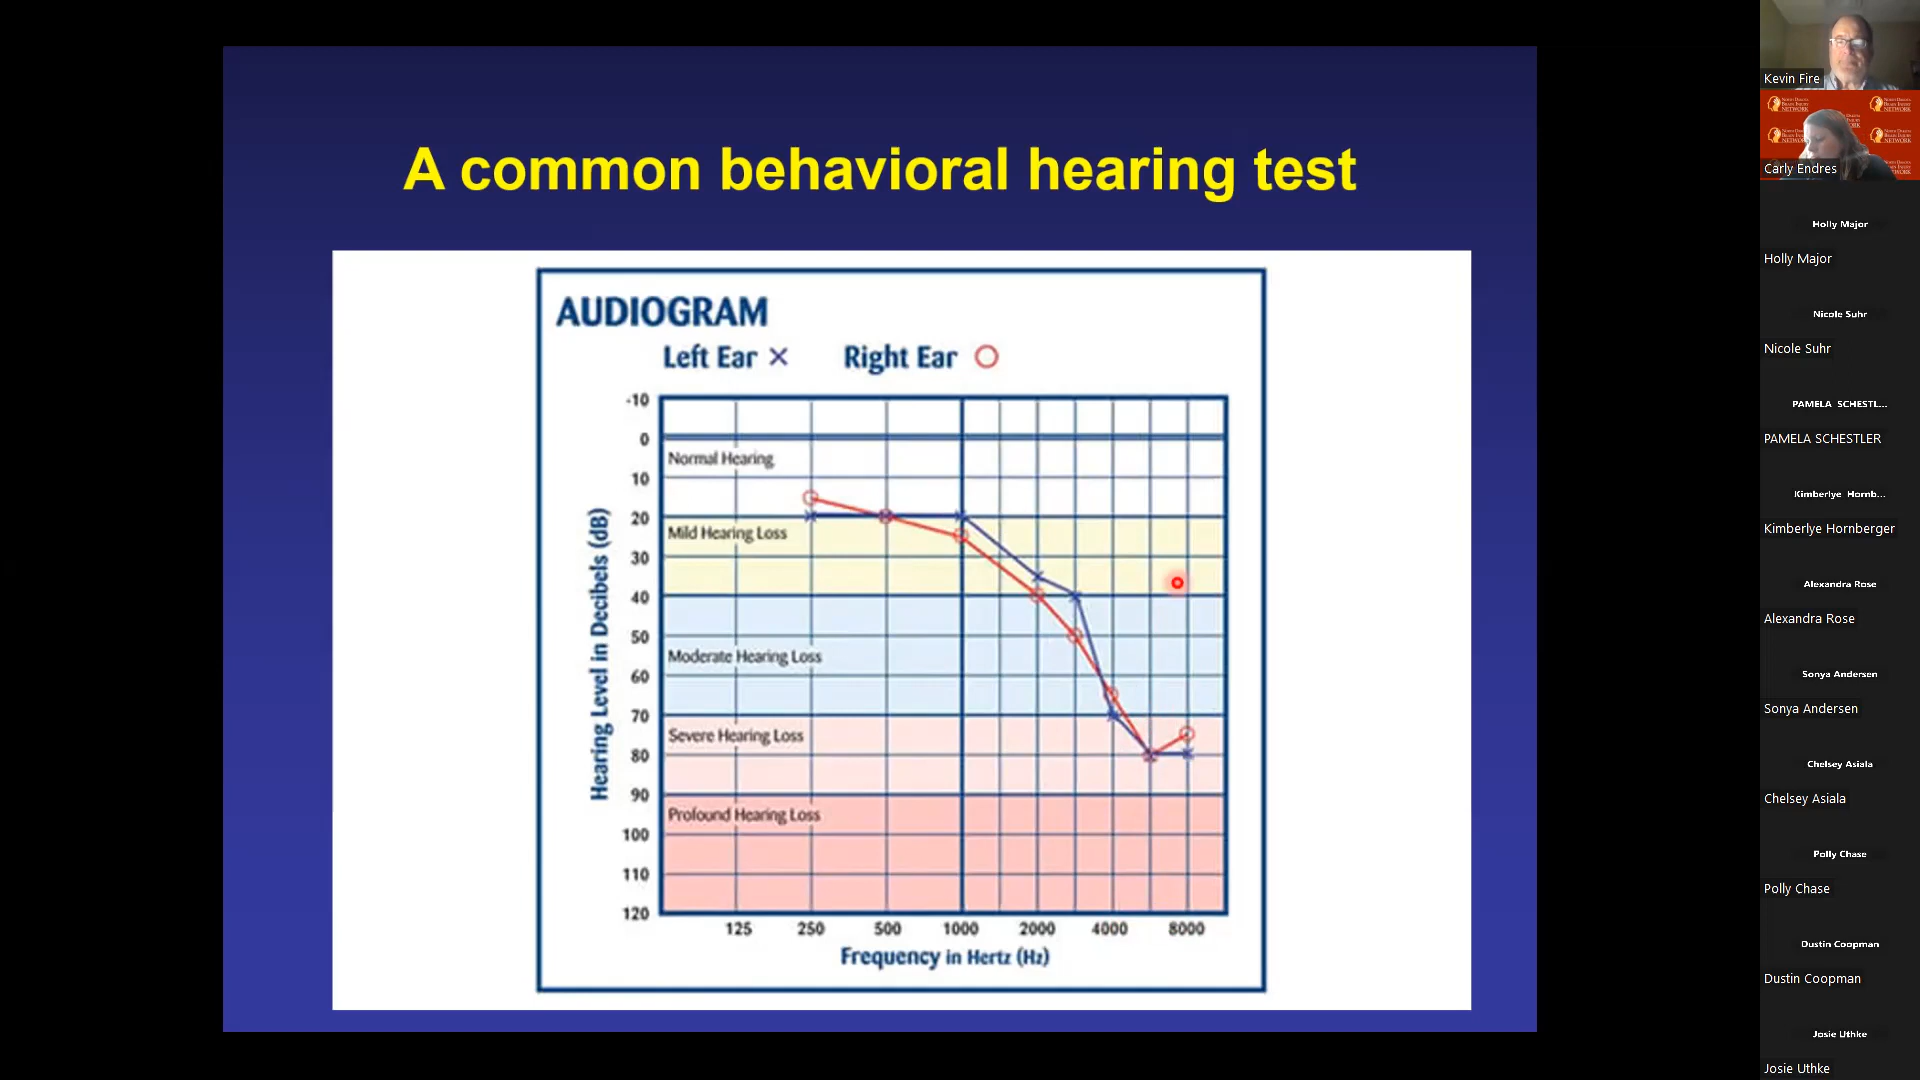 A common behavioral hearing test
AUDIOGRAM
Left Ear Right Ear
-10
0
Normal Hearing
10
20
Mild Hearing Loss
30
40
50
Moderate Hearing Loss
60
70
Severe Hearing Loss
80
90
Profound Hearing Loss
100
110
120
Hearing Level in Decibels (dB)
125 250 500 1000 2000 4000 8000
Frequency in Hertz (Hz)
Kevin Fire
NETWORK
NETWORK
Carly Endres
Holly Major
Holly Major
Nicole Suhr
Nicole Suhr
PAMELA SCHESTL...
PAMELA SCHESTLER
Kimberlye Hornb...
Kimberlye Hornberger
Alexandra Rose
Alexandra Rose
Sonya Andersen
Sonya Andersen
Chelsey Asiala
Chelsey Asiala
Polly Chase
Polly Chase
Dustin Coopman
Dustin Coopman
Josie Uthke
Josie Uthke